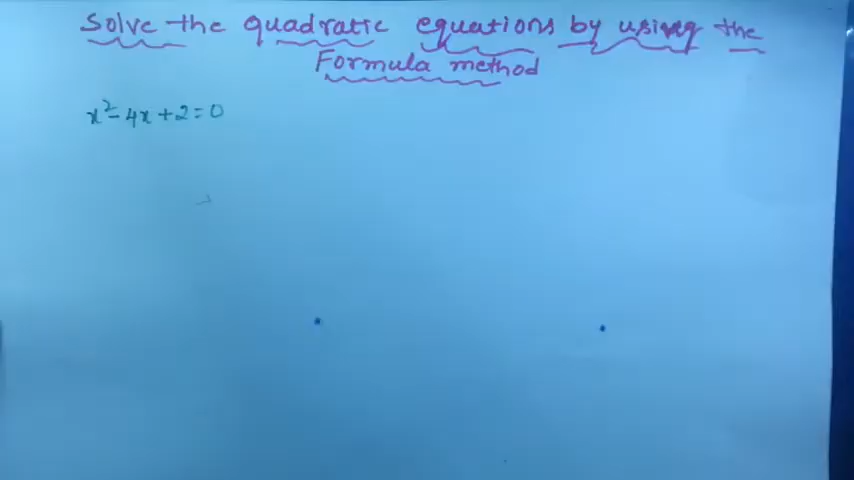 Solve the quadratic equations by using the
Formula method
x²-4x+2=0